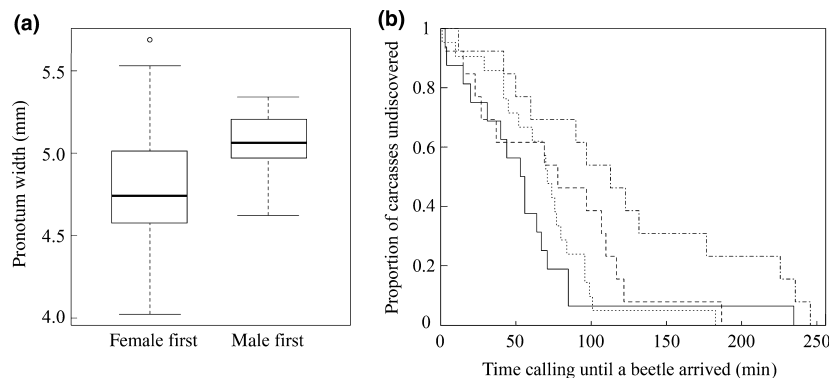 (a)
Pronotum width (mm)
5.5
5.0
4.5
4.0
Female first
Male first
(b)
Proportion of carcasses undiscovered
1
0.8
0.6
0.4
0.2
0
0
50
100
150
200
250
Time calling until a beetle arrived (min)